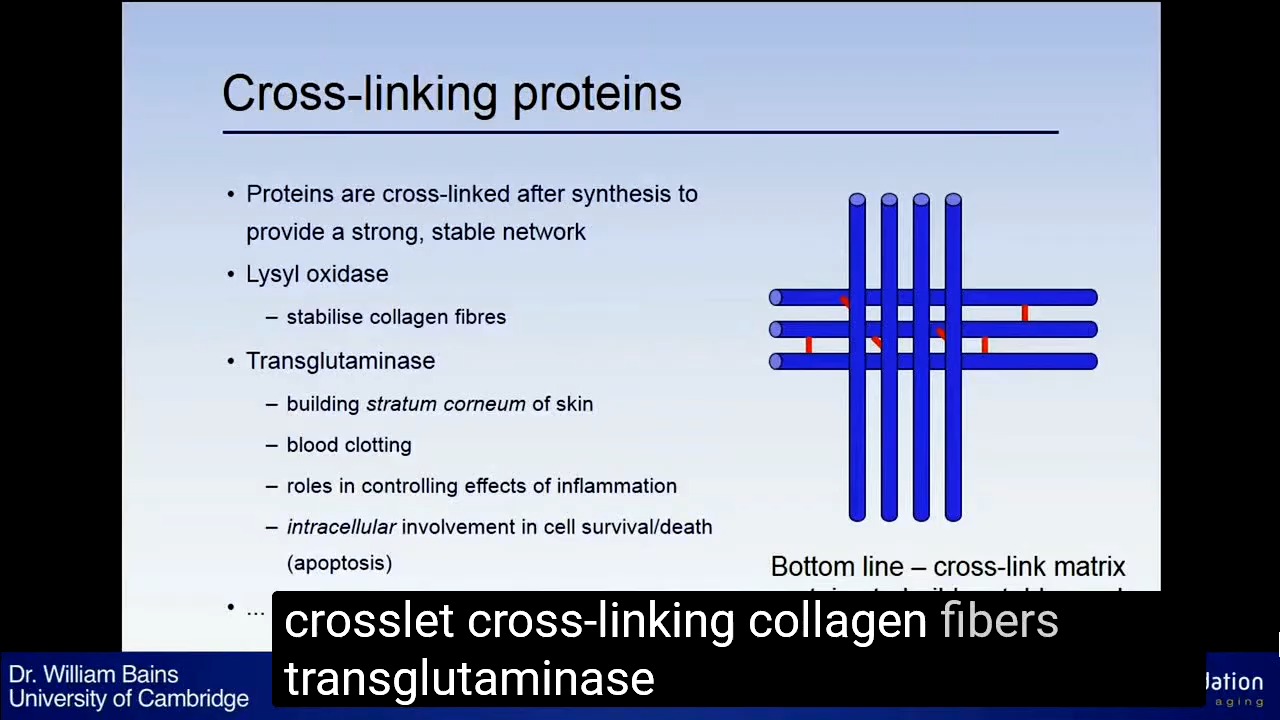 Cross-linking proteins
• Proteins are cross-linked after synthesis to
provide a strong, stable network
• Lysyl oxidase
– stabilise collagen fibres
• Transglutaminase
– building stratum corneum of skin
– blood clotting
– roles in controlling effects of inflammation
– intracellular involvement in cell survival/death
(apoptosis)
• ...
Bottom line – cross-link matrix
crosslet cross-linking collagen fibers
transglutaminase
Dr. William Bains
University of Cambridge
dation
aging